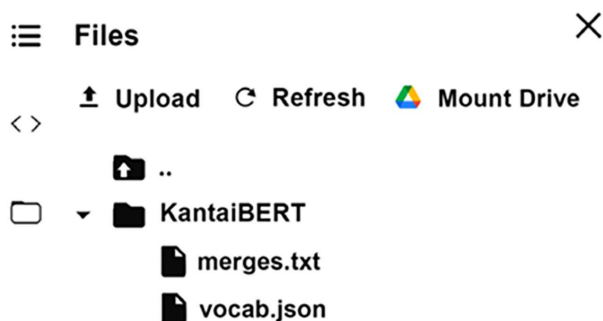 Files
Upload Refresh Mount Drive
..
KantaiBERT
merges.txt
vocab.json